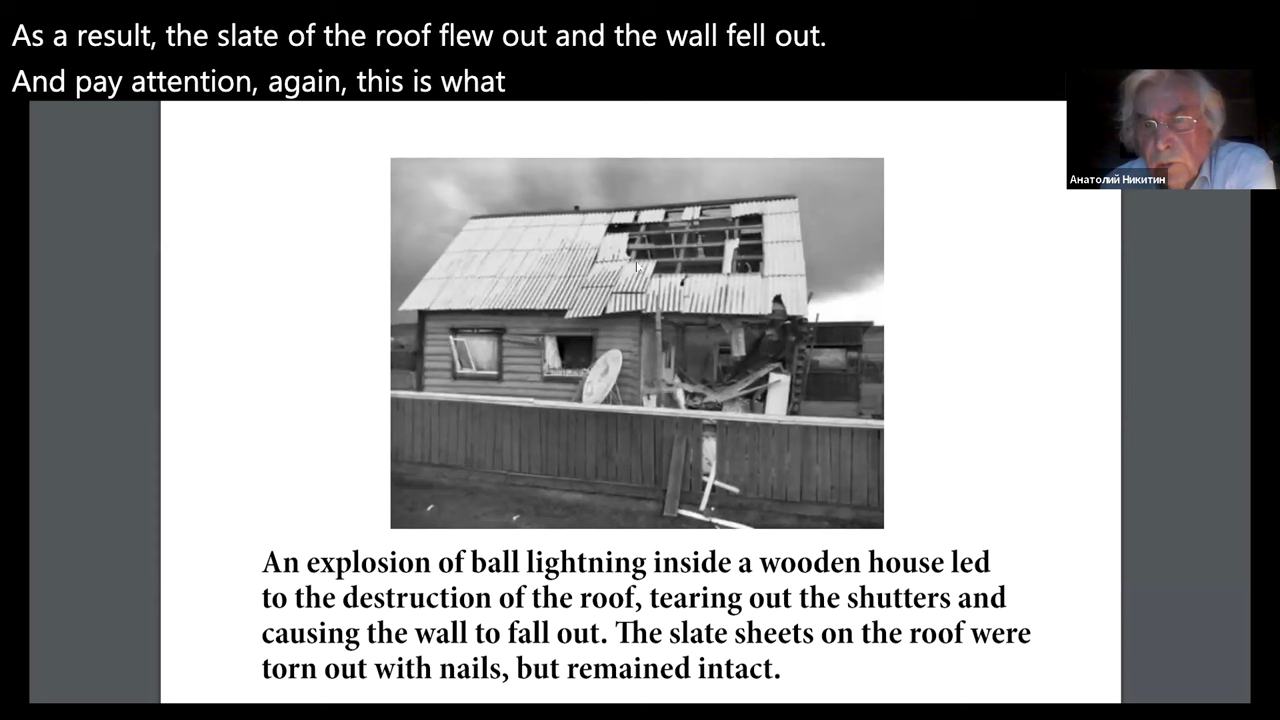 As a result, the slate of the roof flew out and the wall fell out.
And pay attention, again, this is what
Анатолий Никитин
An explosion of ball lightning inside a wooden house led
to the destruction of the roof, tearing out the shutters and
causing the wall to fall out. The slate sheets on the roof were
torn out with nails, but remained intact.